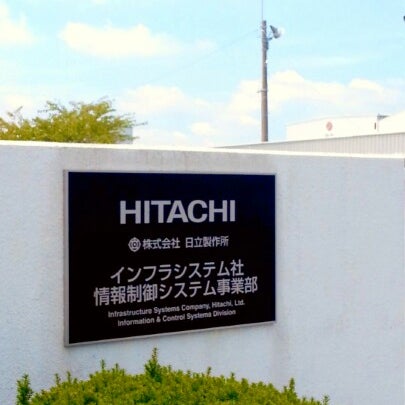 HITACHI
株式会社 日立製作所
インフラシステム社
情報制御システム事業部
Infrastructure Systems Company, Hitachi, Ltd.
Information & Control Systems Division